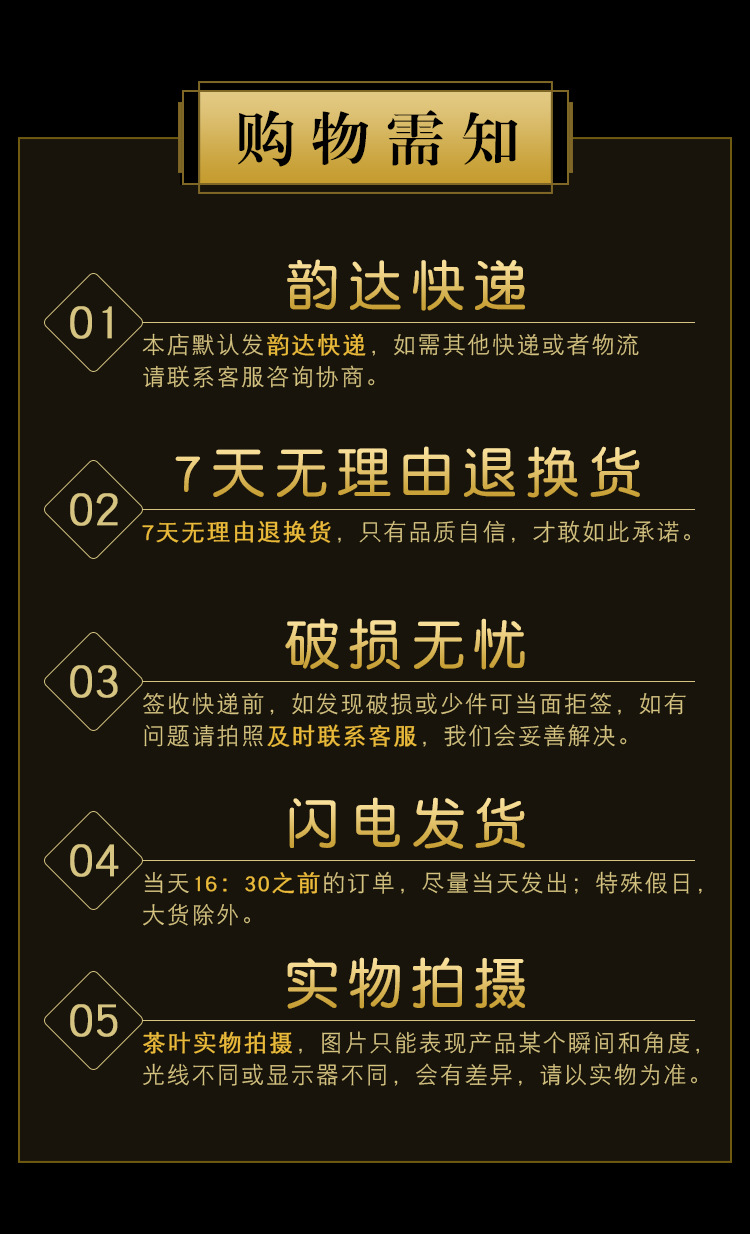 购物需知
01
韵达快递
本店默认发韵达快递，如需其他快递或者物流
请联系客服咨询协商。
02
7天无理由退换货
7天无理由退换货，只有品质自信，才敢如此承诺。
03
破损无忧
签收快递前，如发现破损或少件可当面拒签，如有
问题请拍照及时联系客服，我们会妥善解决。
04
闪电发货
当天16：30之前的订单，尽量当天发出；特殊假日，
大货除外。
05
实物拍摄
茶叶实物拍摄，图片只能表现产品某个瞬间和角度，
光线不同或显示器不同，会有差异，请以实物为准。